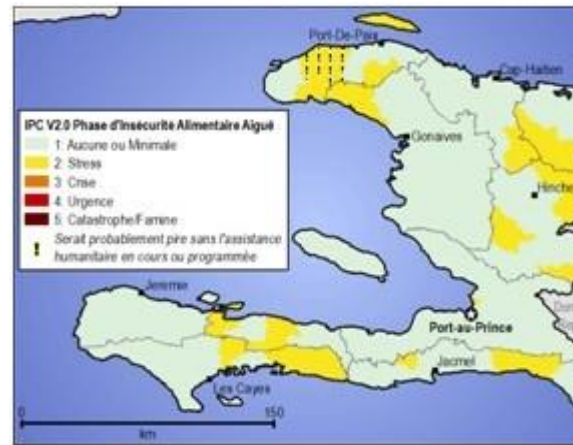 Port-De-Paix
Cap-Haitien
IPC V2.0 Phase d'Insécurité Alimentaire Aiguë
1: Aucune ou Minimale
2: Stress
3: Crise
4: Urgence
5: Catastrophe/Famine
! Serait probablement pire sans l'assistance
humanitaire en cours ou programmée
Gonaives
Hinche
Jeremie
Port-au-Prince
Jacmel
Les Cayes
0 150
km